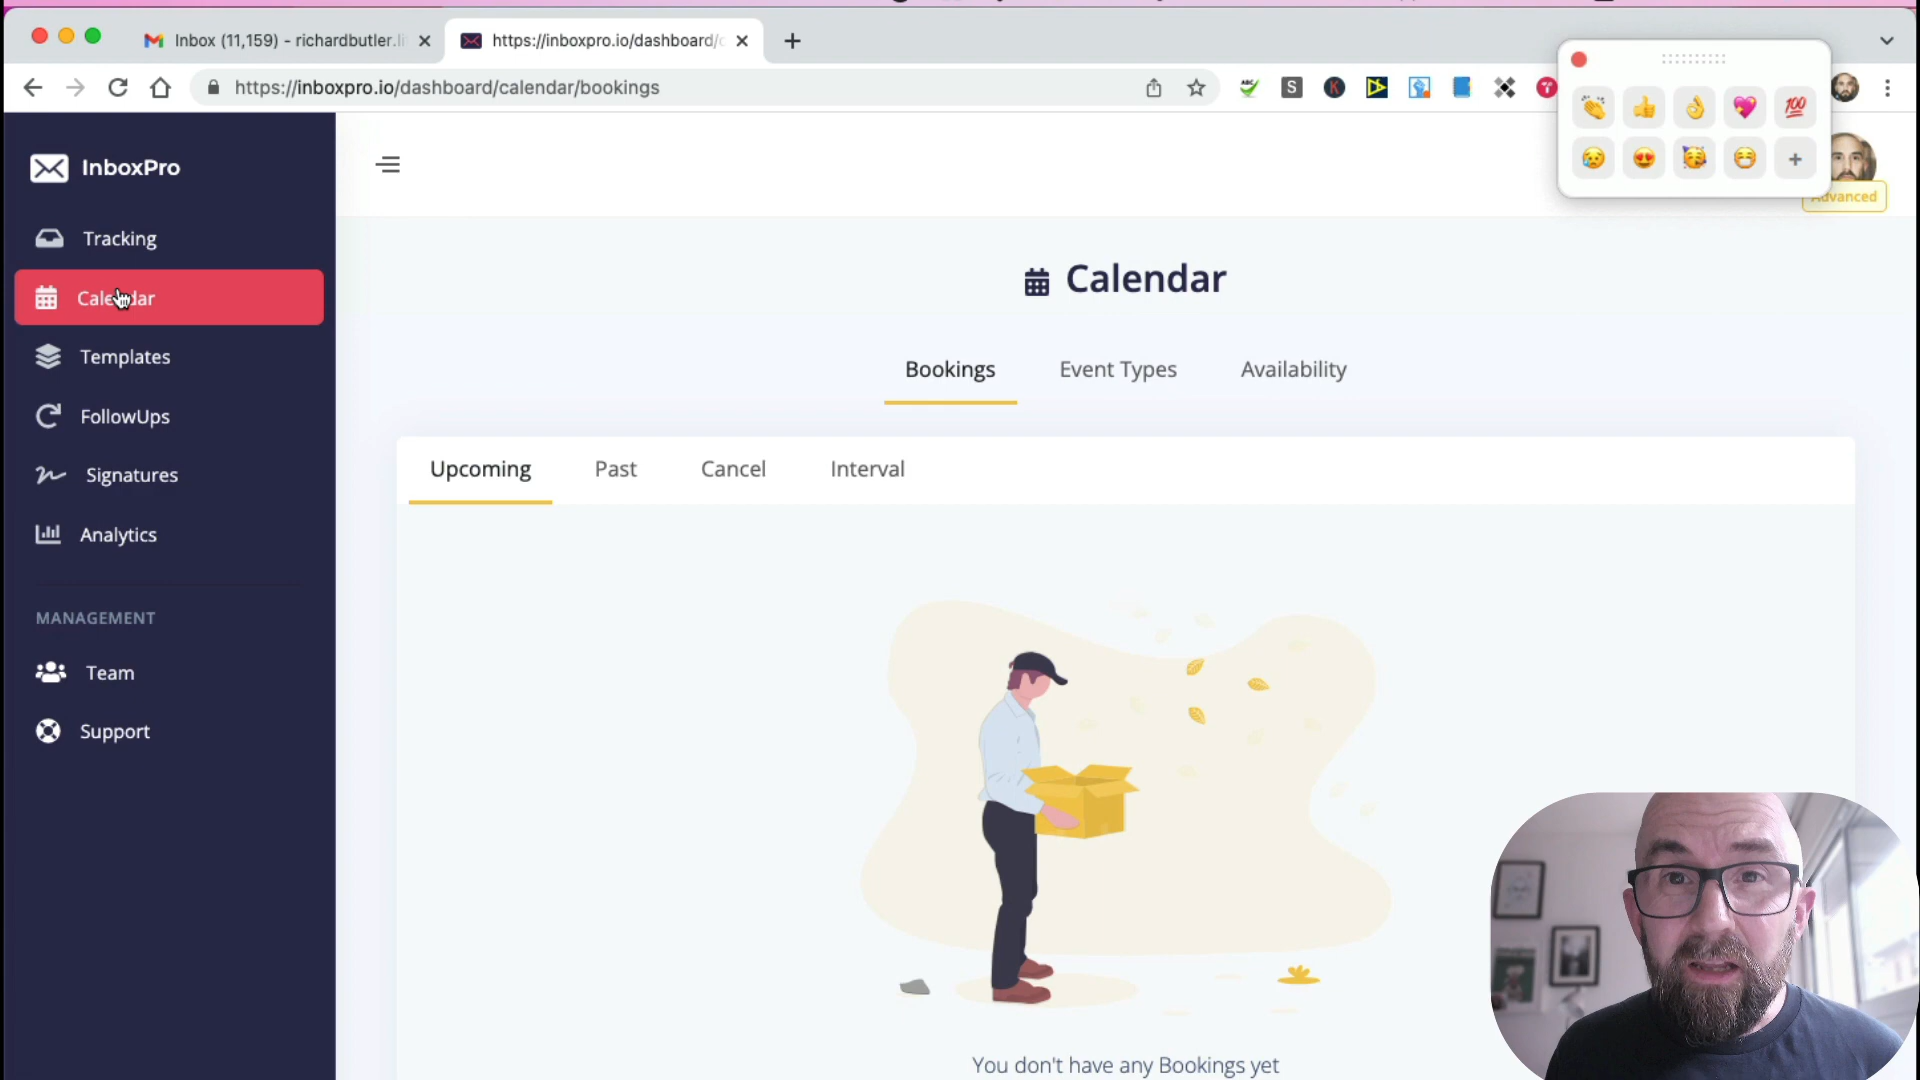 Inbox (11,159) - richardbutler.li
https://inboxpro.io/dashboard/c
https://inboxpro.io/dashboard/calendar/bookings
InboxPro
Advanced
Tracking
Calendar
Templates
FollowUps
Signatures
Analytics
MANAGEMENT
Team
Support
Calendar
Bookings
Event Types
Availability
Upcoming
Past
Cancel
Interval
You don't have any Bookings yet